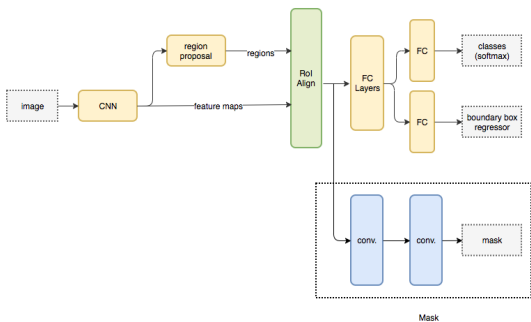 region
proposal
regions
image
CNN
feature maps
RoI
Align
FC
Layers
FC
classes
(softmax)
FC
boundary box
regressor
conv.
conv.
mask
Mask